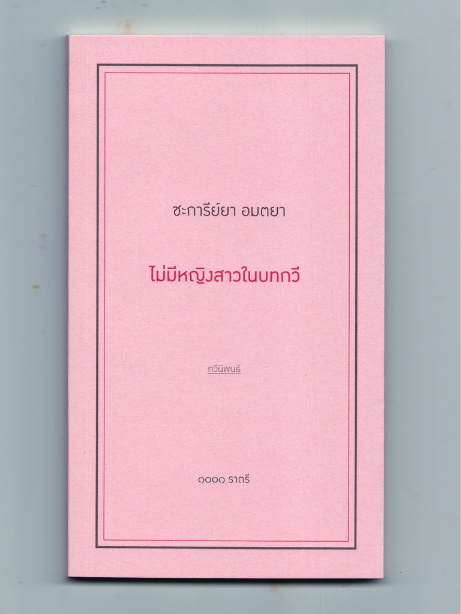 ซะการีย์ยา อมตยา
ไม่มีหญิงสาวในบทกวี
กวีนิพนธ์
๑๐๐๑ ราตรี